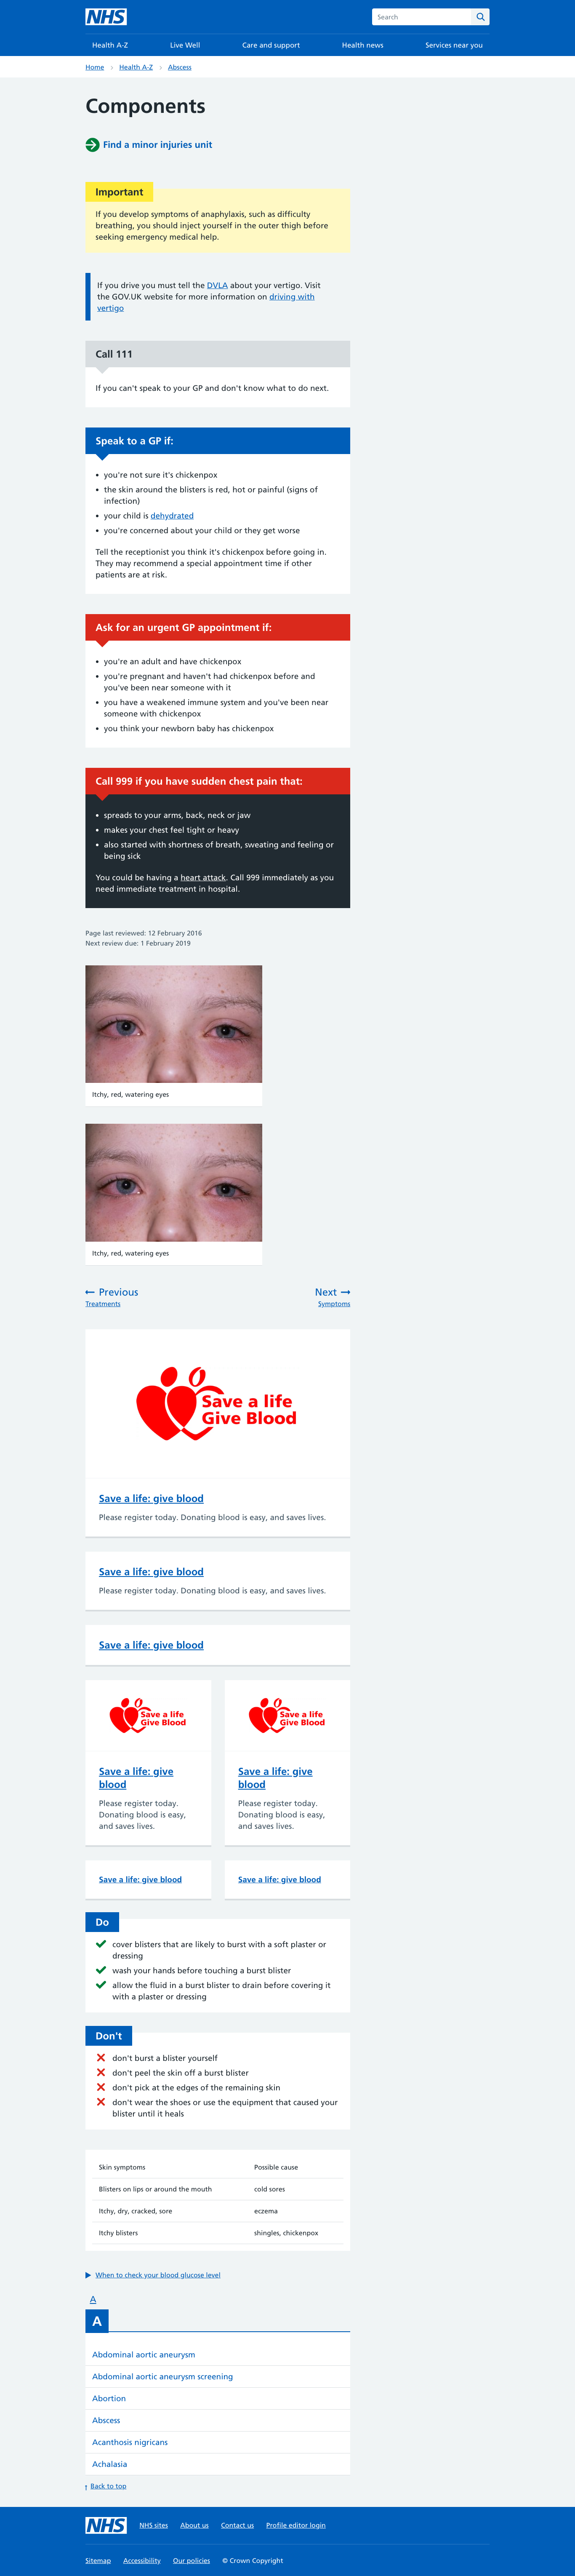 NHS
Search
Health A-Z
Live Well
Care and support
Health news
Services near you
Home
Health A-Z
Abscess
Components
Find a minor injuries unit
Important
If you develop symptoms of anaphylaxis, such as difficulty
breathing, you should inject yourself in the outer thigh before
seeking emergency medical help.
If you drive you must tell the DVLA about your vertigo. Visit
the GOV.UK website for more information on driving with
vertigo
Call 111
If you can't speak to your GP and don't know what to do next.
Speak to a GP if:
you're not sure it's chickenpox
the skin around the blisters is red, hot or painful (signs of
infection)
your child is dehydrated
you're concerned about your child or they get worse
Tell the receptionist you think it's chickenpox before going in.
They may recommend a special appointment time if other
patients are at risk.
Ask for an urgent GP appointment if:
you're an adult and have chickenpox
you're pregnant and haven't had chickenpox before and
you've been near someone with it
you have a weakened immune system and you've been near
someone with chickenpox
you think your newborn baby has chickenpox
Call 999 if you have sudden chest pain that:
spreads to your arms, back, neck or jaw
makes your chest feel tight or heavy
also started with shortness of breath, sweating and feeling or
being sick
You could be having a heart attack. Call 999 immediately as you
need immediate treatment in hospital.
Page last reviewed: 12 February 2016
Next review due: 1 February 2019
Itchy, red, watering eyes
Itchy, red, watering eyes
Previous
Treatments
Next
Symptoms
Save a life
Give Blood
Save a life: give blood
Please register today. Donating blood is easy, and saves lives.
Save a life: give blood
Please register today. Donating blood is easy, and saves lives.
Save a life: give blood
Save a life
Give Blood
Save a life: give
blood
Please register today.
Donating blood is easy,
and saves lives.
Save a life
Give Blood
Save a life: give
blood
Please register today.
Donating blood is easy,
and saves lives.
Save a life: give blood
Save a life: give blood
Do
cover blisters that are likely to burst with a soft plaster or
dressing
wash your hands before touching a burst blister
allow the fluid in a burst blister to drain before covering it
with a plaster or dressing
Don't
don't burst a blister yourself
don't peel the skin off a burst blister
don't pick at the edges of the remaining skin
don't wear the shoes or use the equipment that caused your
blister until it heals
Skin symptoms Possible cause
Blisters on lips or around the mouth cold sores
Itchy, dry, cracked, sore eczema
Itchy blisters shingles, chickenpox
When to check your blood glucose level
A
A
Abdominal aortic aneurysm
Abdominal aortic aneurysm screening
Abortion
Abscess
Acanthosis nigricans
Achalasia
Back to top
NHS
NHS sites
About us
Contact us
Profile editor login
Sitemap
Accessibility
Our policies
© Crown Copyright